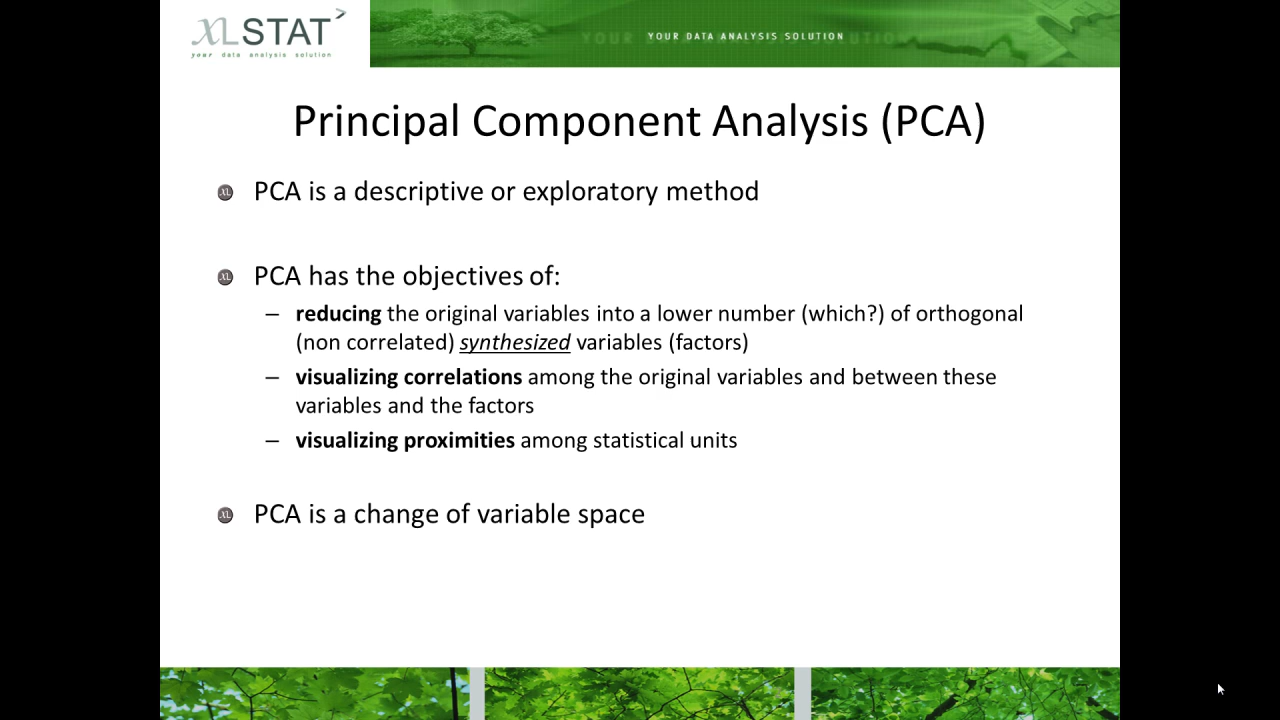 XLSTAT
your data analysis solution
YOUR DATA ANALYSIS SOLUTION
Principal Component Analysis (PCA)
PCA is a descriptive or exploratory method
PCA has the objectives of:
– reducing the original variables into a lower number (which?) of orthogonal
(non correlated) synthesized variables (factors)
– visualizing correlations among the original variables and between these
variables and the factors
– visualizing proximities among statistical units
PCA is a change of variable space